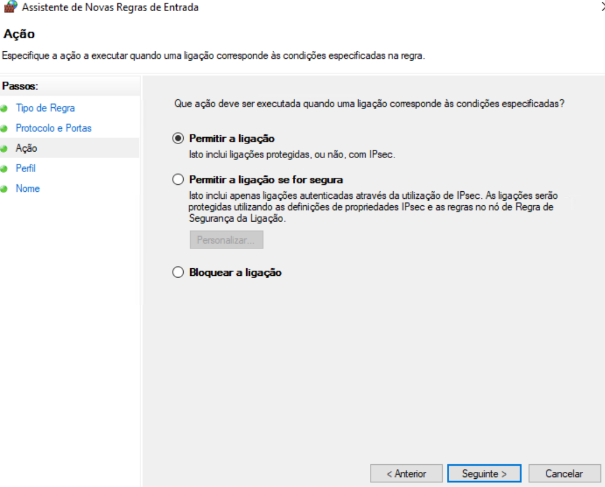 Assistente de Novas Regras de Entrada
Ação
Especifique a ação a executar quando uma ligação corresponde às condições especificadas na regra.
Passos:
Tipo de Regra
Protocolo e Portas
Ação
Perfil
Nome
Que ação deve ser executada quando uma ligação corresponde às condições especificadas?
Permitir a ligação
Isto inclui ligações protegidas, ou não, com IPsec.
Permitir a ligação se for segura
Isto inclui apenas ligações autenticadas através da utilização de IPsec. As ligações serão
protegidas utilizando as definições de propriedades IPsec e as regras no nó de Regra de
Segurança da Ligação.
Personalizar...
Bloquear a ligação
< Anterior
Seguinte >
Cancelar